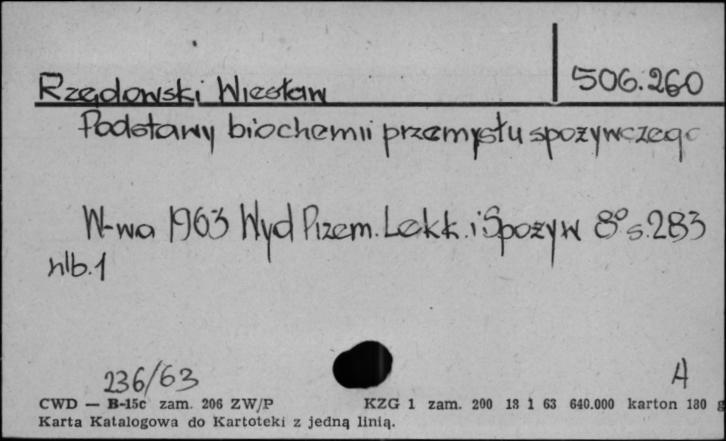 506.260
Rzędowski Wiesław
Podstawy biochemii przemysłu spożywczego
W-wa 1963 Wyd Przem. Lekk. i Spożyw 8° s. 283
nlb. 1
236/63
A
CWD — B-15c zam. 206 ZW/P KZG 1 zam. 200 18 1 63 640.000 karton 180 g
Karta Katalogowa do Kartoteki z jedną linią.